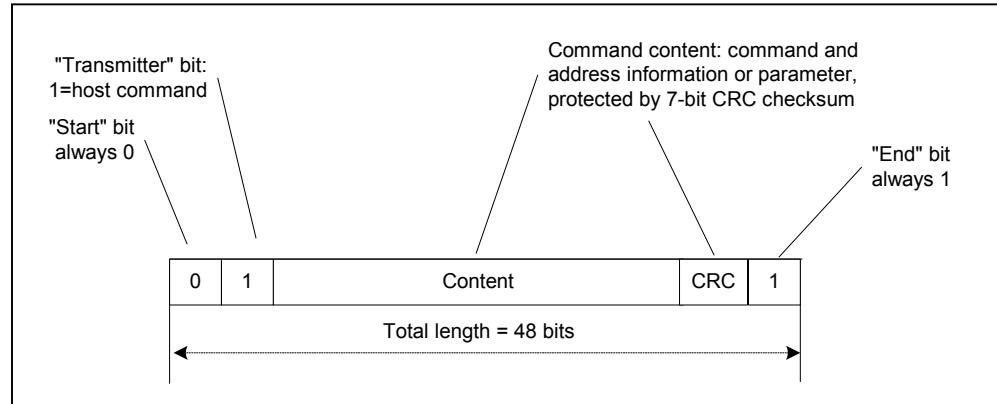 "Transmitter" bit:
1=host command
"Start" bit
always 0
Command content: command and
address information or parameter,
protected by 7-bit CRC checksum
"End" bit
always 1
0 1 Content CRC 1
Total length = 48 bits